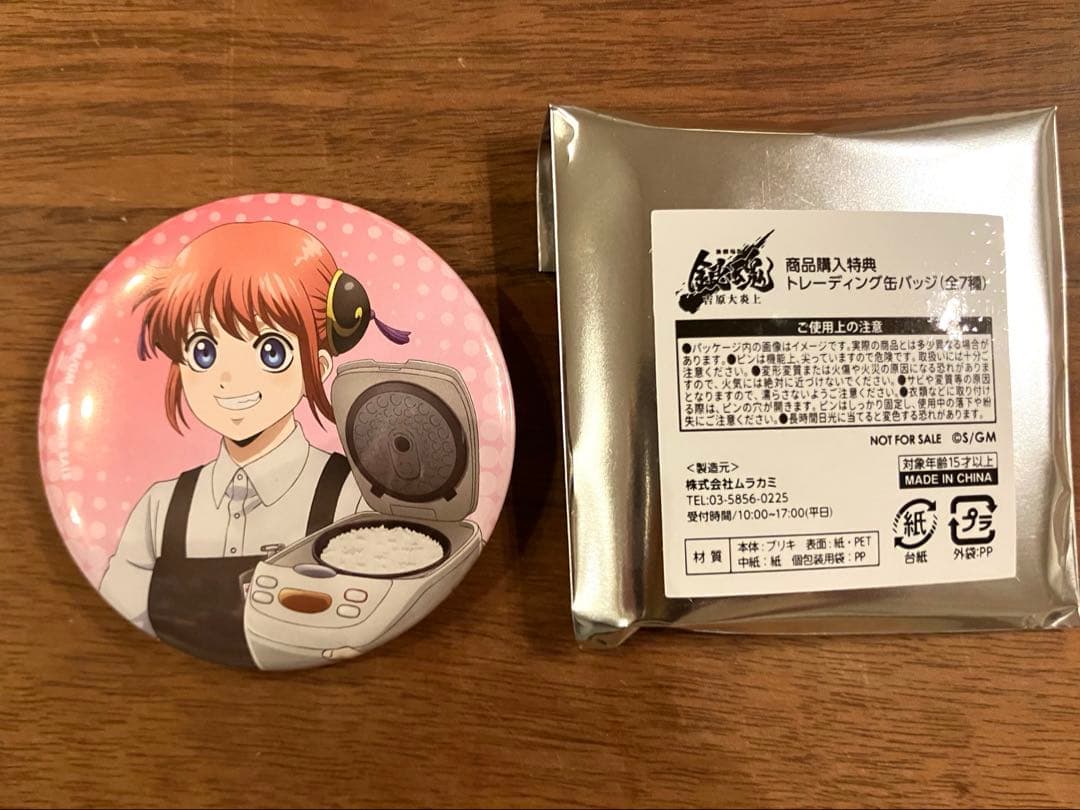 新劇場版
銀魂
吉原大炎上
商品購入特典
トレーディング缶バッジ(全7種)
ご使用上の注意
●パッケージ内の画像はイメージです。実際の商品とは多少異なる場合が
あります。●ピンは機能上、尖っていますので危険です。取扱いには十分ご
注意ください。●変形変質または火傷や火災の原因になる恐れがありま
すので、火気には絶対に近づけないでください。●サビや変質等の原因
となりますので、濡らさないようご注意ください。●衣類などに取り付け
る際は、ピンの穴が開きます。ピンはしっかり固定し、使用中の落下や紛
失にご注意ください。●長時間日光に当てると変色する恐れがあります。
NOT FOR SALE ©S/GM
<製造元>
株式会社ムラカミ
TEL:03-5856-0225
受付時間/10:00~17:00(平日)
対象年齢15才以上
MADE IN CHINA
材質
本体:ブリキ 表面:紙・PET
中紙:紙 個包装用袋:PP
紙
台紙
プラ
外袋:PP